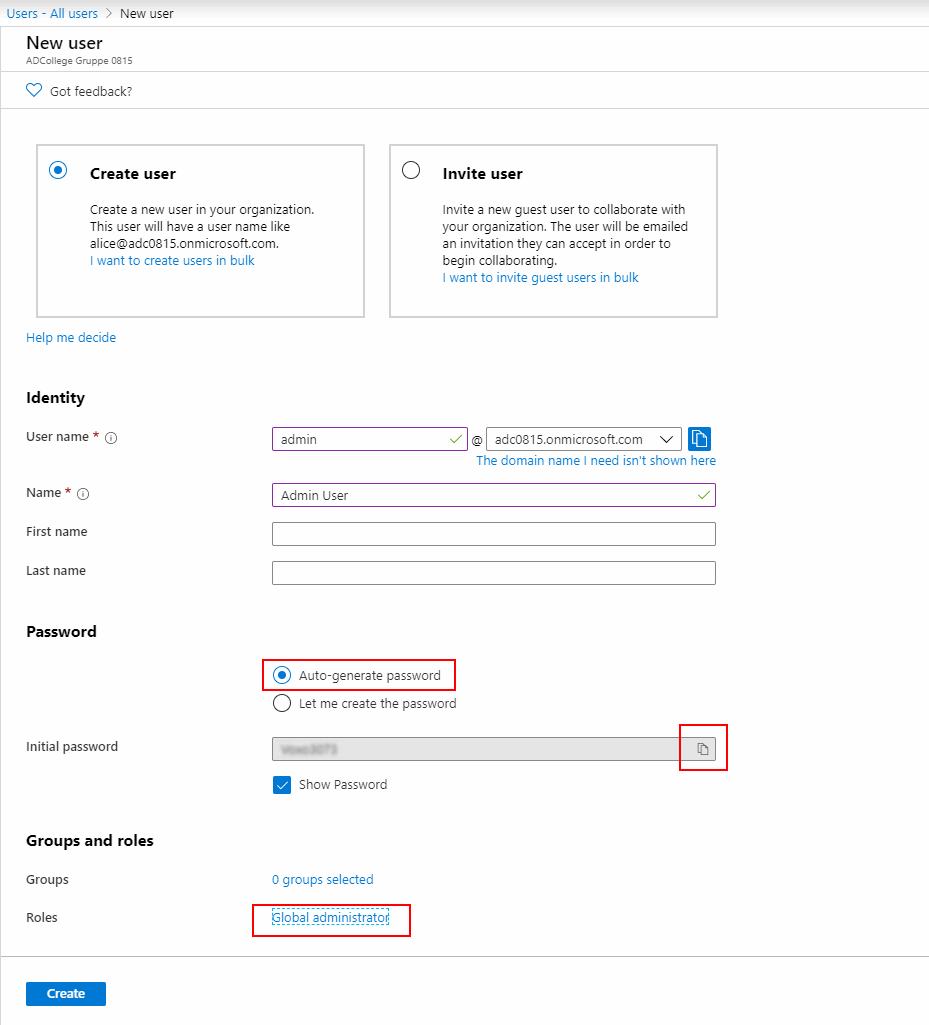 Users - All users > New user
New user
ADCollege Gruppe 0815
Got feedback?
Create user
Create a new user in your organization.
This user will have a user name like
alice@adc0815.onmicrosoft.com.
I want to create users in bulk
Invite user
Invite a new guest user to collaborate with
your organization. The user will be emailed
an invitation they can accept in order to
begin collaborating.
I want to invite guest users in bulk
Help me decide
Identity
User name * admin @ adc0815.onmicrosoft.com
The domain name I need isn't shown here
Name * Admin User
First name
Last name
Password
Auto-generate password
Let me create the password
Initial password
Show Password
Groups and roles
Groups 0 groups selected
Roles Global administrator
Create